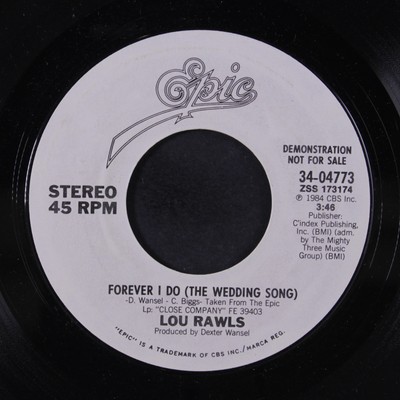 Epic
DEMONSTRATION
NOT FOR SALE
STEREO
45 RPM
34-04773
ZSS 173174
Ⓟ 1984 CBS Inc.
3:46
Publisher:
C'index Publishing,
Inc. (BMI) (adm.
by The Mighty
Three Music
Group) (BMI)
FOREVER I DO (THE WEDDING SONG)
-D. Wansel - C. Biggs- Taken From The Epic
Lp: "CLOSE COMPANY" FE 39403
LOU RAWLS
Produced by Dexter Wansel
"EPIC" IS A TRADEMARK OF CBS INC./MARCA REG.